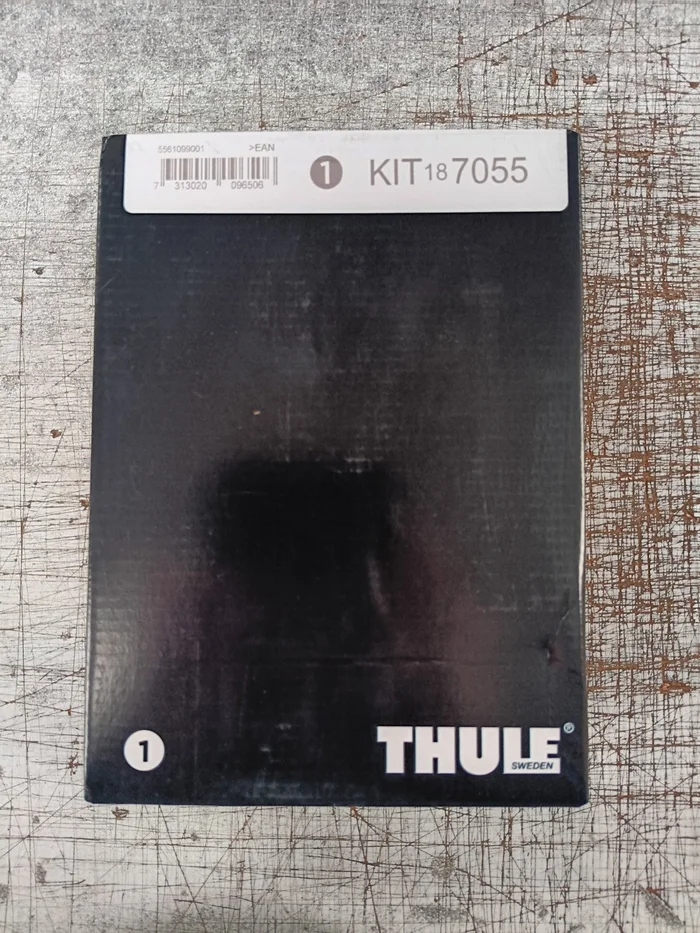 5561099001 >EAN
7 313020 096506
1 KIT 18 7055
1
THULE®
SWEDEN